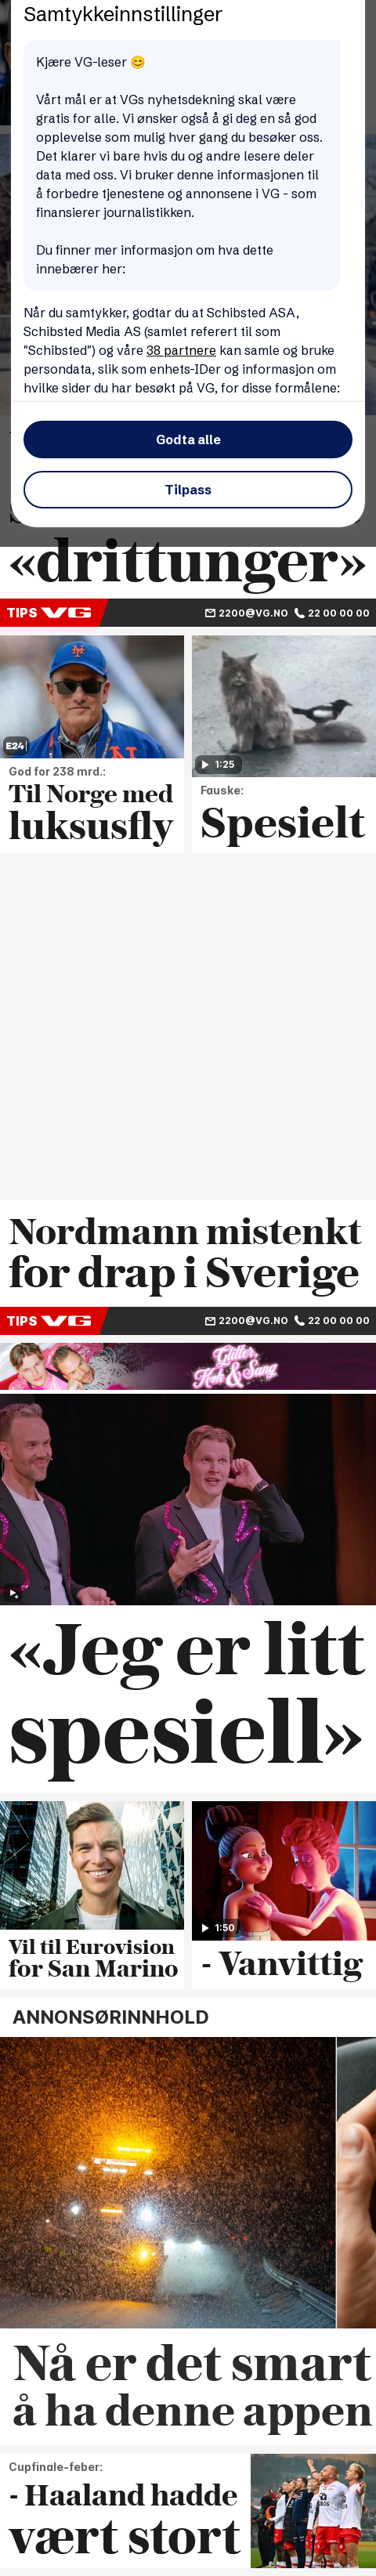 Samtykkeinnstillinger
Kjære VG-leser 😊
Vårt mål er at VGs nyhetsdekning skal være
gratis for alle. Vi ønsker også å gi deg en så god
opplevelse som mulig hver gang du besøker oss.
Det klarer vi bare hvis du og andre lesere deler
data med oss. Vi bruker denne informasjonen til
å forbedre tjenestene og annonsene i VG - som
finansierer journalistikken.
Du finner mer informasjon om hva dette
innebærer her:
Når du samtykker, godtar du at Schibsted ASA,
Schibsted Media AS (samlet referert til som
"Schibsted") og våre 38 partnere kan samle og bruke
persondata, slik som enhets-IDer og informasjon om
hvilke sider du har besøkt på VG, for disse formålene:
Godta alle
Tilpass
«drittunger»
TIPS VG 2200@VG.NO 22 00 00 00
E24
God for 238 mrd.:
Til Norge med
luksusfly
1:25
Fauske:
Spesielt
Nordmann mistenkt
for drap i Sverige
TIPS VG 2200@VG.NO 22 00 00 00
Glitter,
Kok & Sang
«Jeg er litt
spesiell»
Vil til Eurovision
for San Marino
1:50
- Vanvittig
ANNONSØRINNHOLD
Nå er det smart
å ha denne appen
Cupfinale-feber:
- Haaland hadde
vært stort